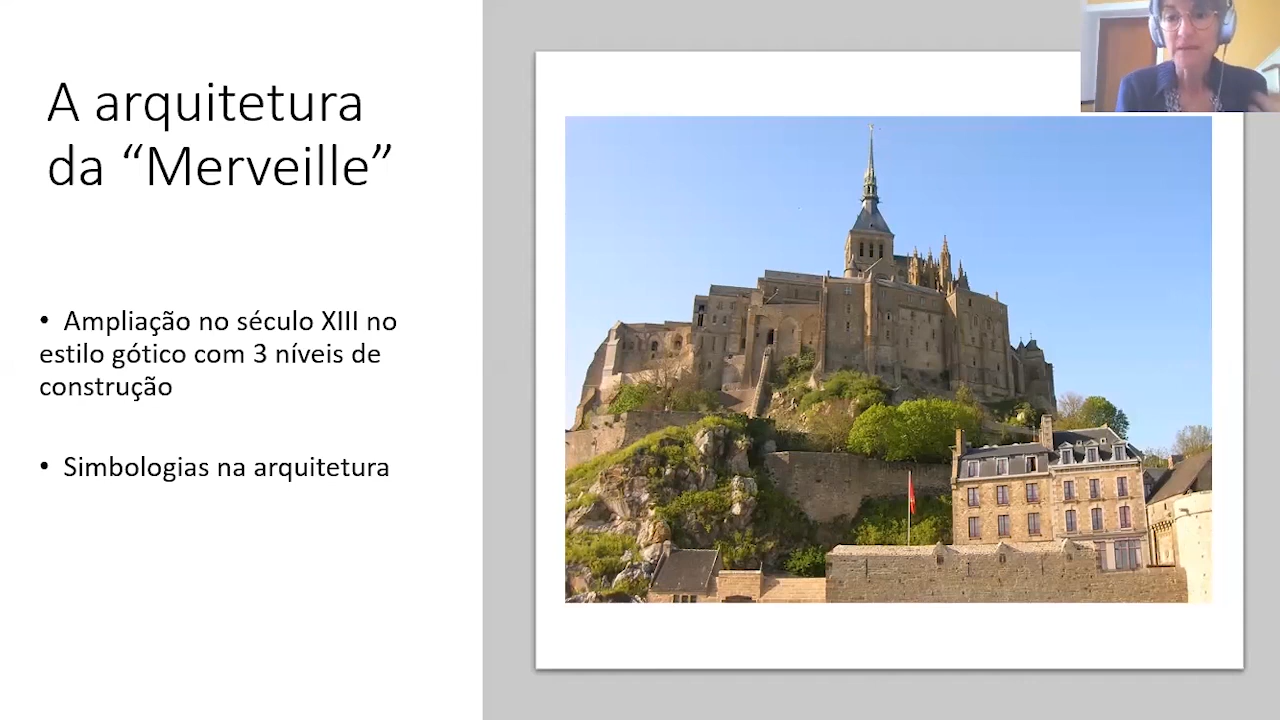 A arquitetura
da “Merveille”
• Ampliação no século XIII no
estilo gótico com 3 níveis de
construção
• Simbologias na arquitetura